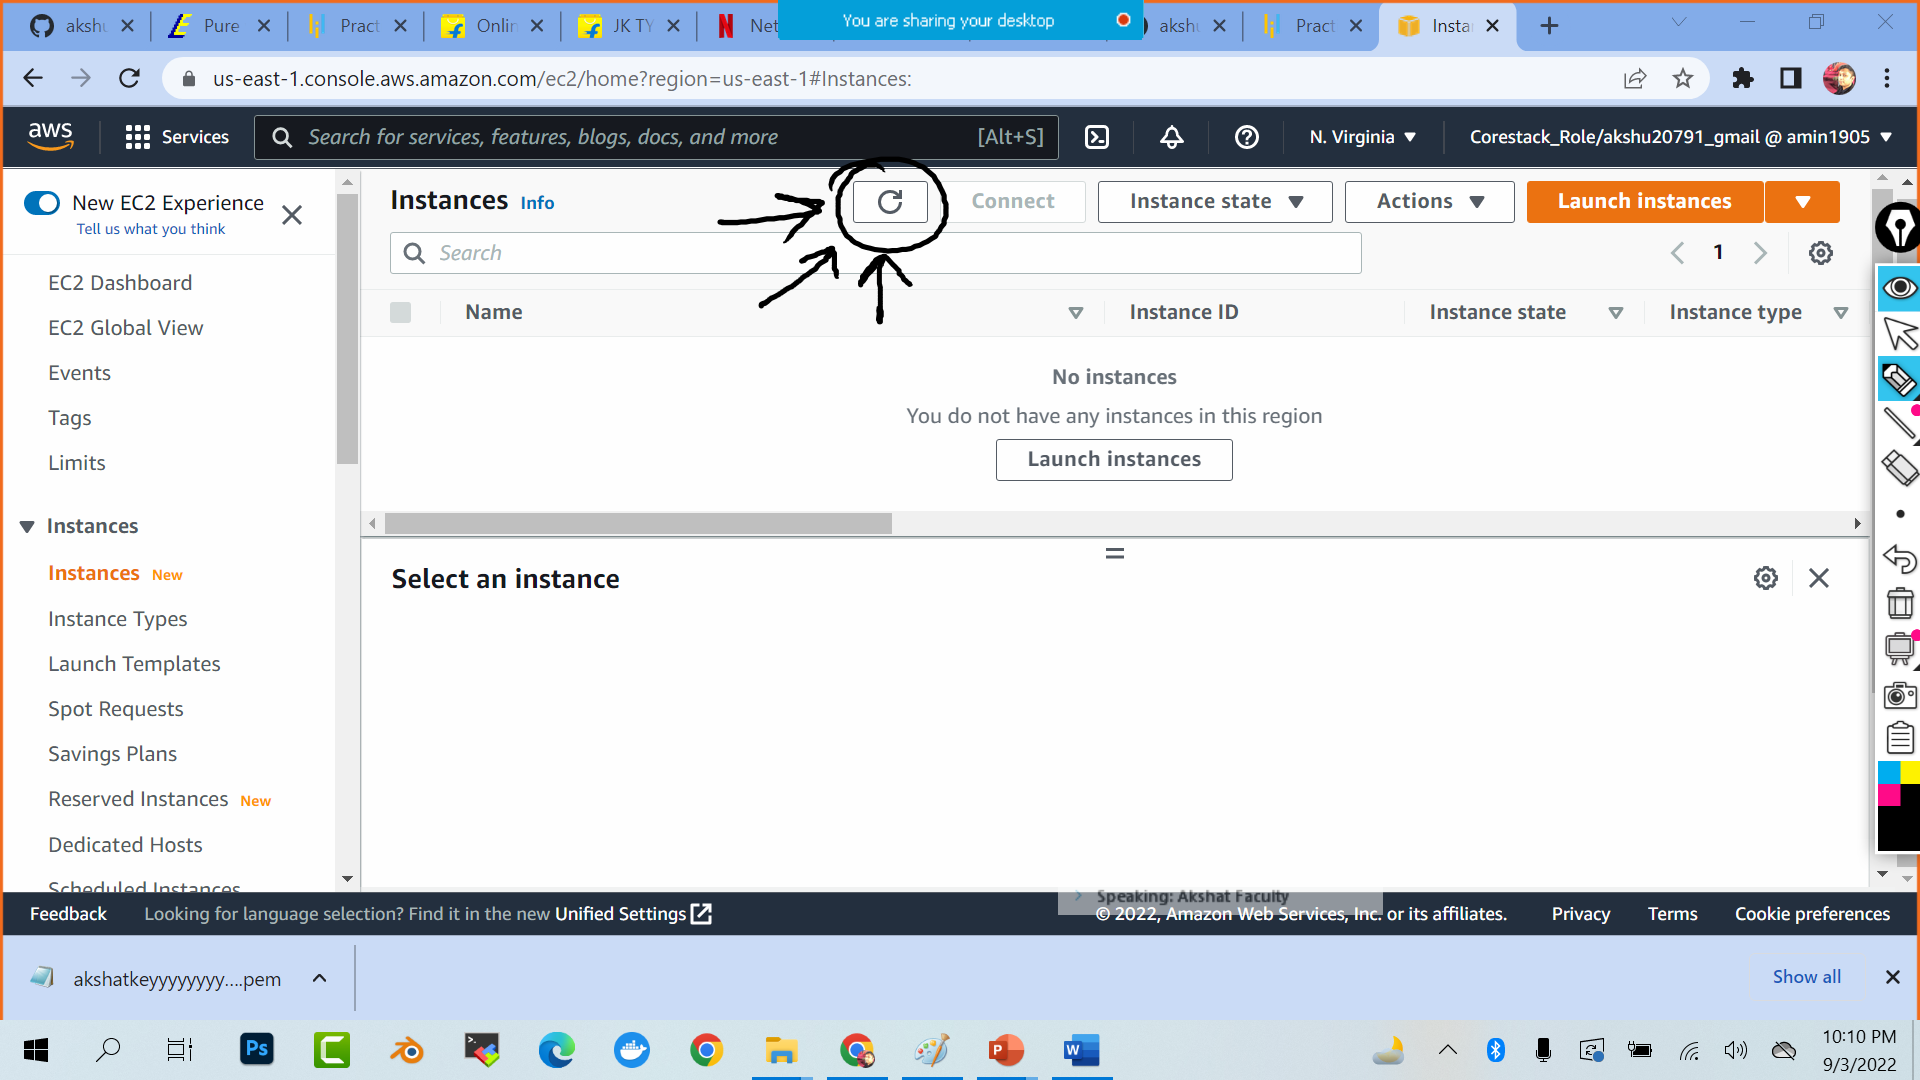 akshu
Pure
Pract
Onlin
JK TY
Net
You are sharing your desktop
akshu
Pract
Insta
us-east-1.console.aws.amazon.com/ec2/home?region=us-east-1#Instances:
aws
Services
Search for services, features, blogs, docs, and more
[Alt+S]
N. Virginia
Corestack_Role/akshu20791_gmail @ amin1905
New EC2 Experience
Tell us what you think
EC2 Dashboard
EC2 Global View
Events
Tags
Limits
Instances
Instances New
Instance Types
Launch Templates
Spot Requests
Savings Plans
Reserved Instances New
Dedicated Hosts
Scheduled Instances
Instances Info
Connect
Instance state
Actions
Launch instances
Search
1
Name
Instance ID
Instance state
Instance type
No instances
You do not have any instances in this region
Launch instances
Select an instance
Speaking: Akshat Faculty
Feedback
Looking for language selection? Find it in the new Unified Settings
© 2022, Amazon Web Services, Inc. or its affiliates.
Privacy
Terms
Cookie preferences
akshatkeyyyyyyyy....pem
Show all
Ps
C
P
W
10:10 PM
9/3/2022